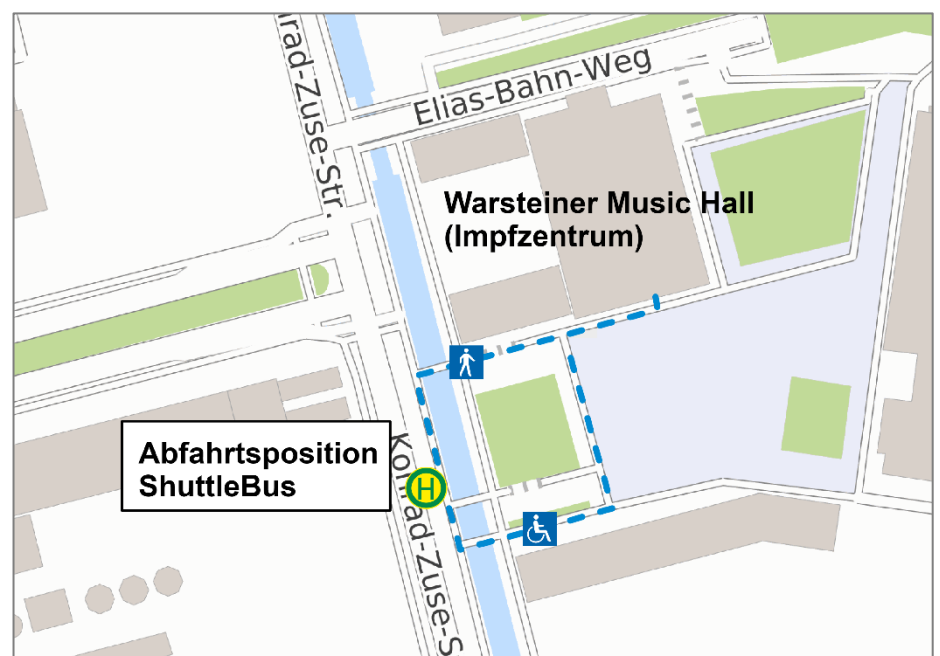 rad-Zuse-Str.
Elias-Bahn-Weg
Warsteiner Music Hall
(Impfzentrum)
Abfahrtsposition
ShuttleBus
H
Konrad-Zuse-S